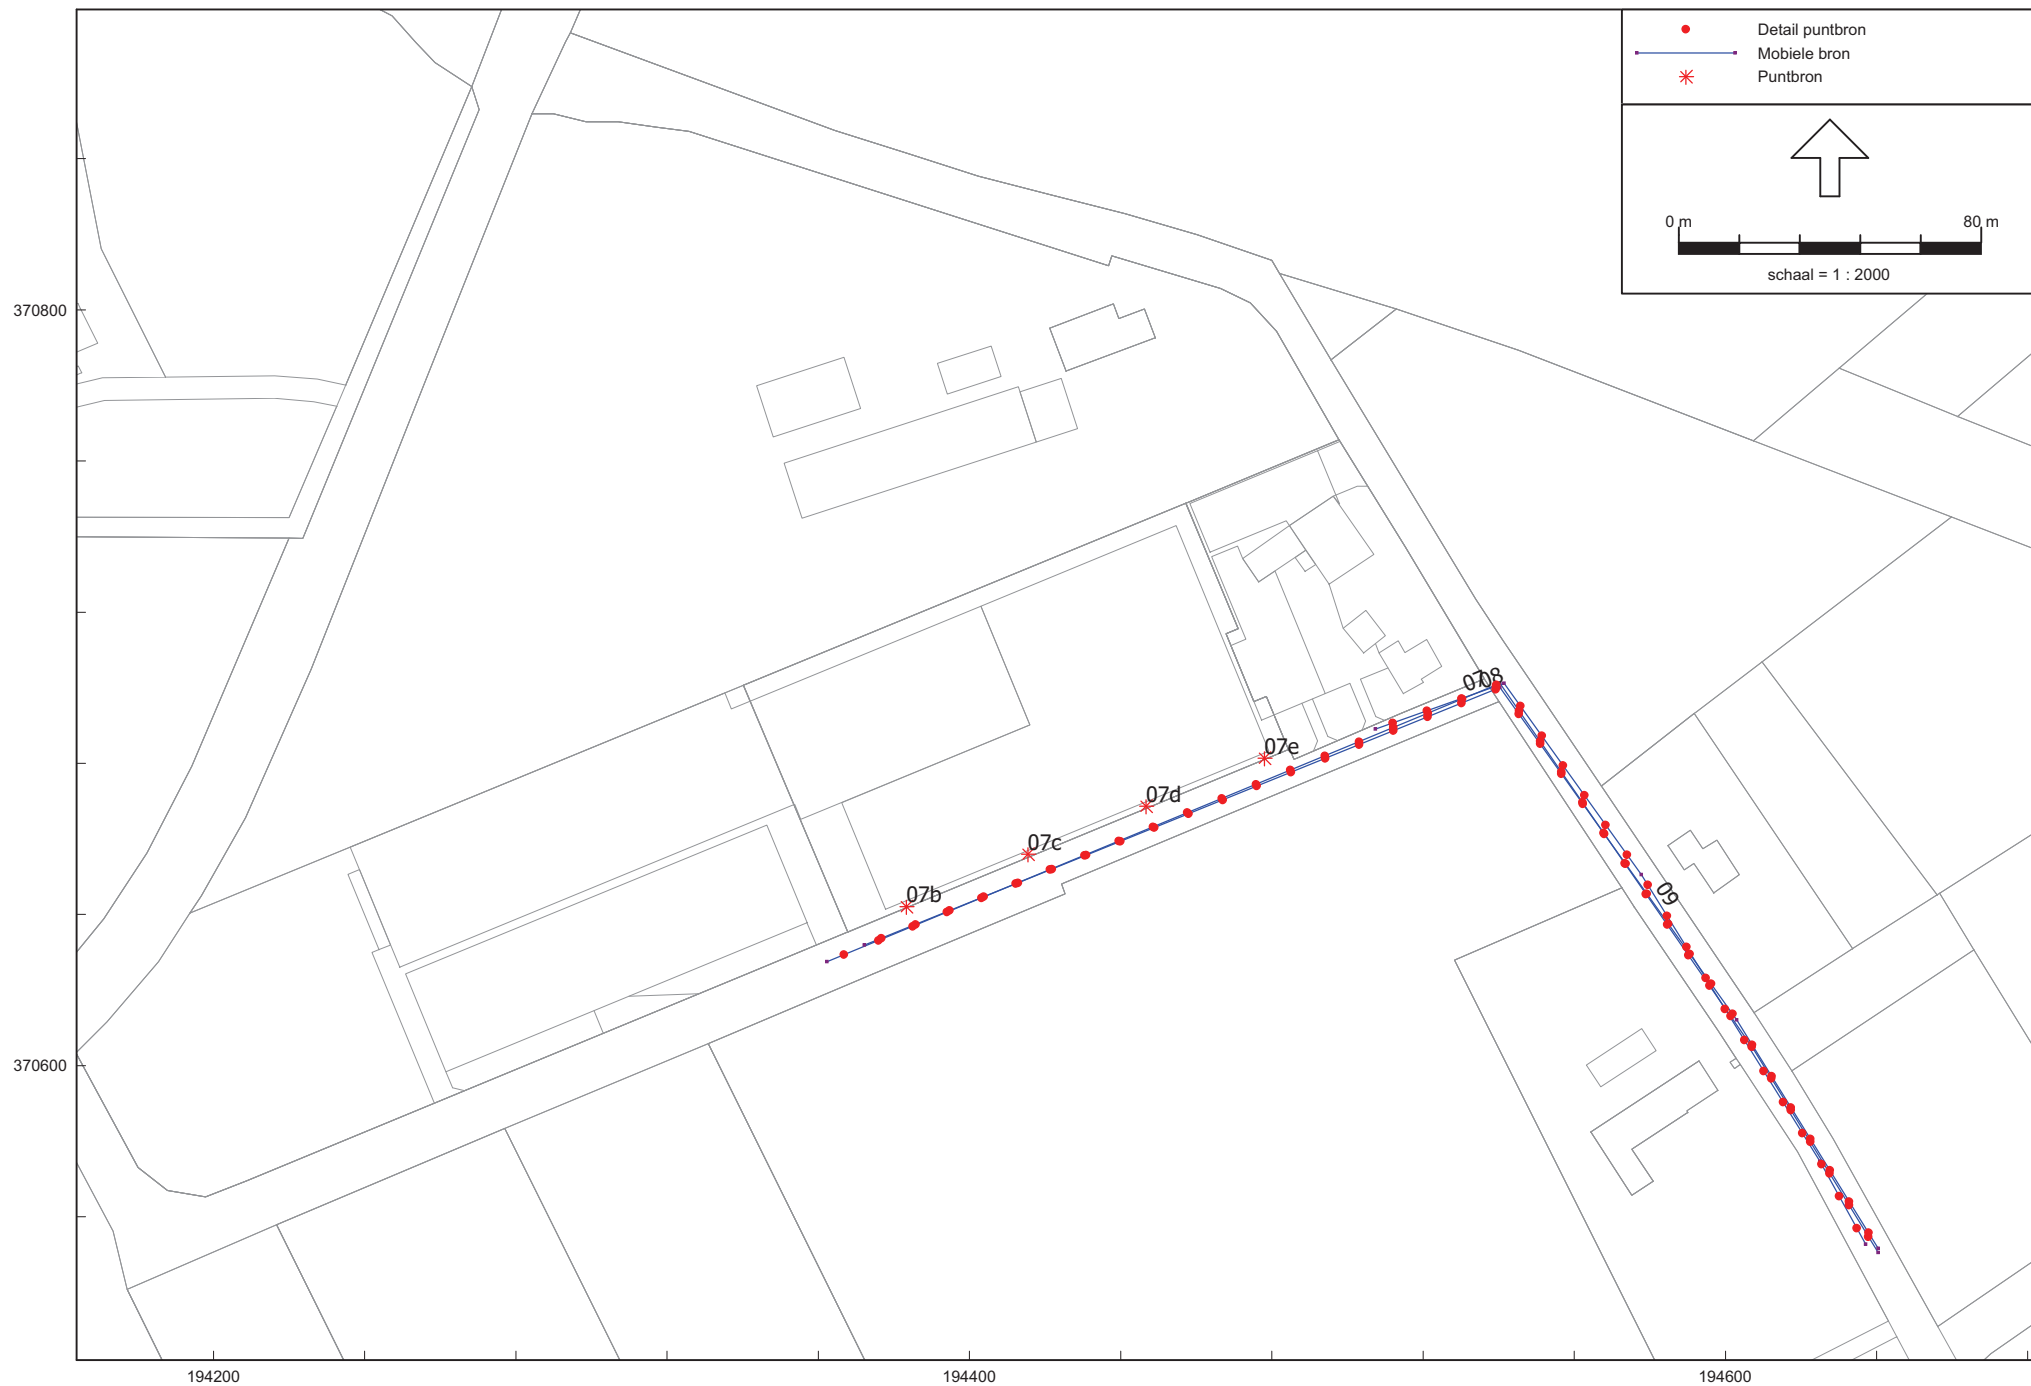 Detail puntbron
Mobiele bron
Puntbron
0 m 80 m
schaal = 1 : 2000
370800
07 08
07e
07d
07c
07b
09
370600
194200 194400 194600